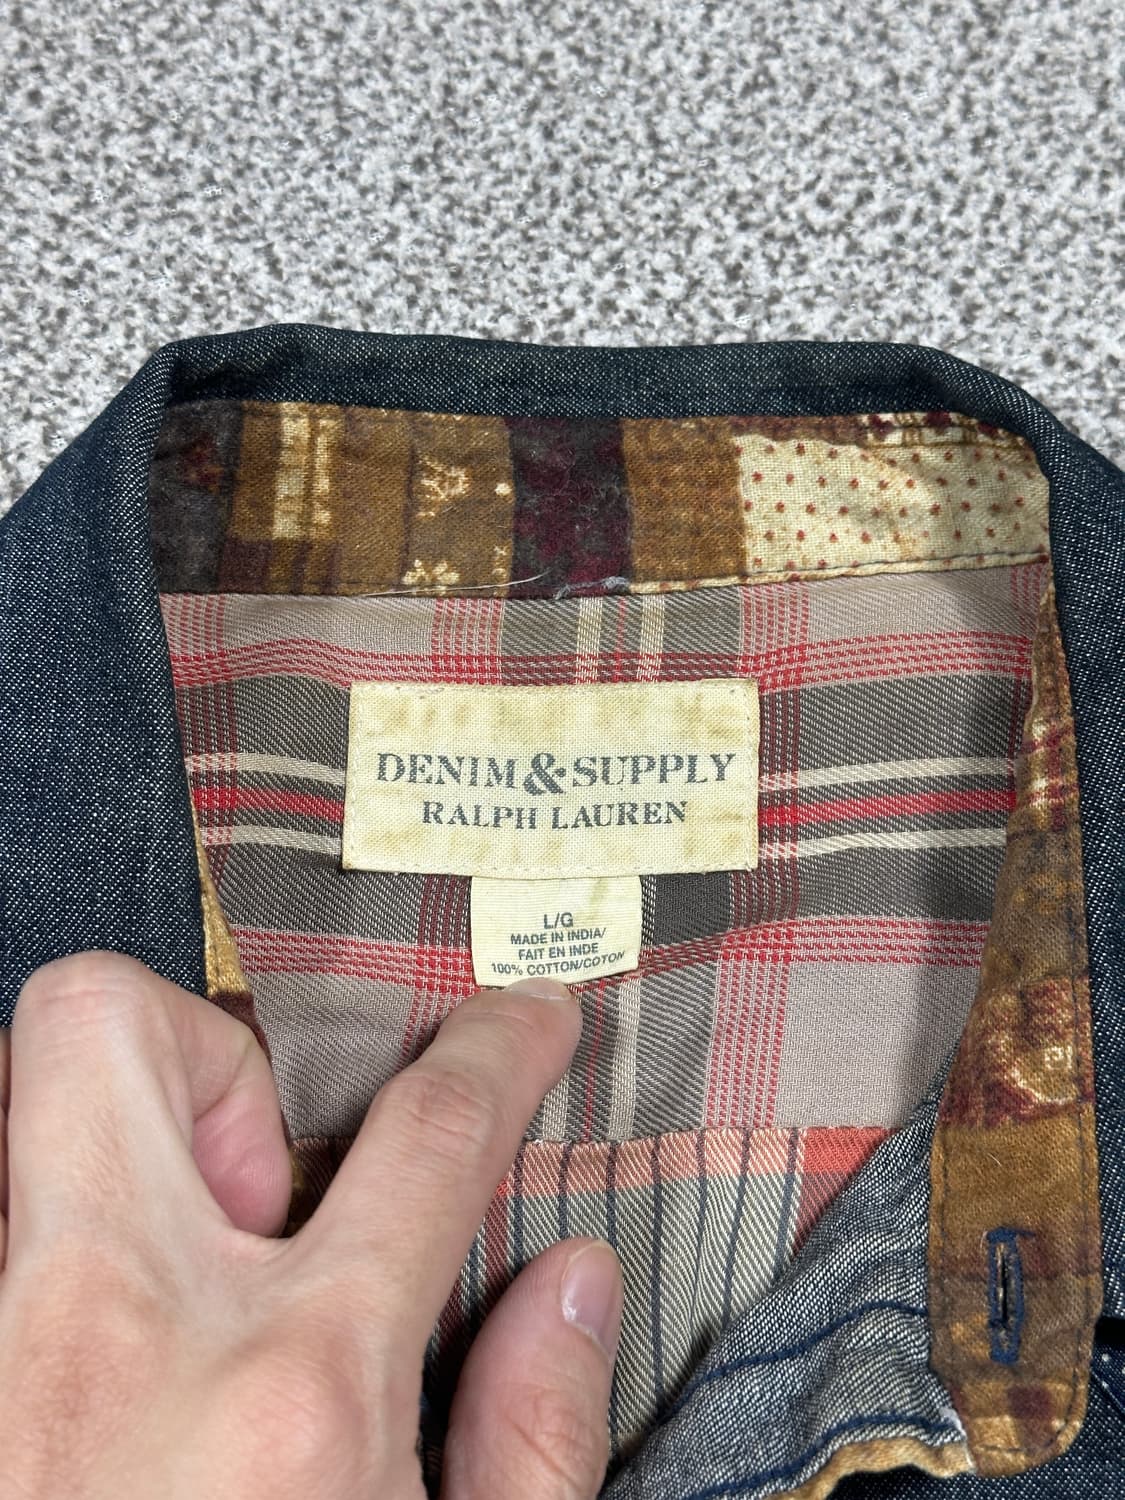 DENIM & SUPPLY
RALPH LAUREN
L/G
MADE IN INDIA/
FAIT EN INDE
100% COTTON/COTON